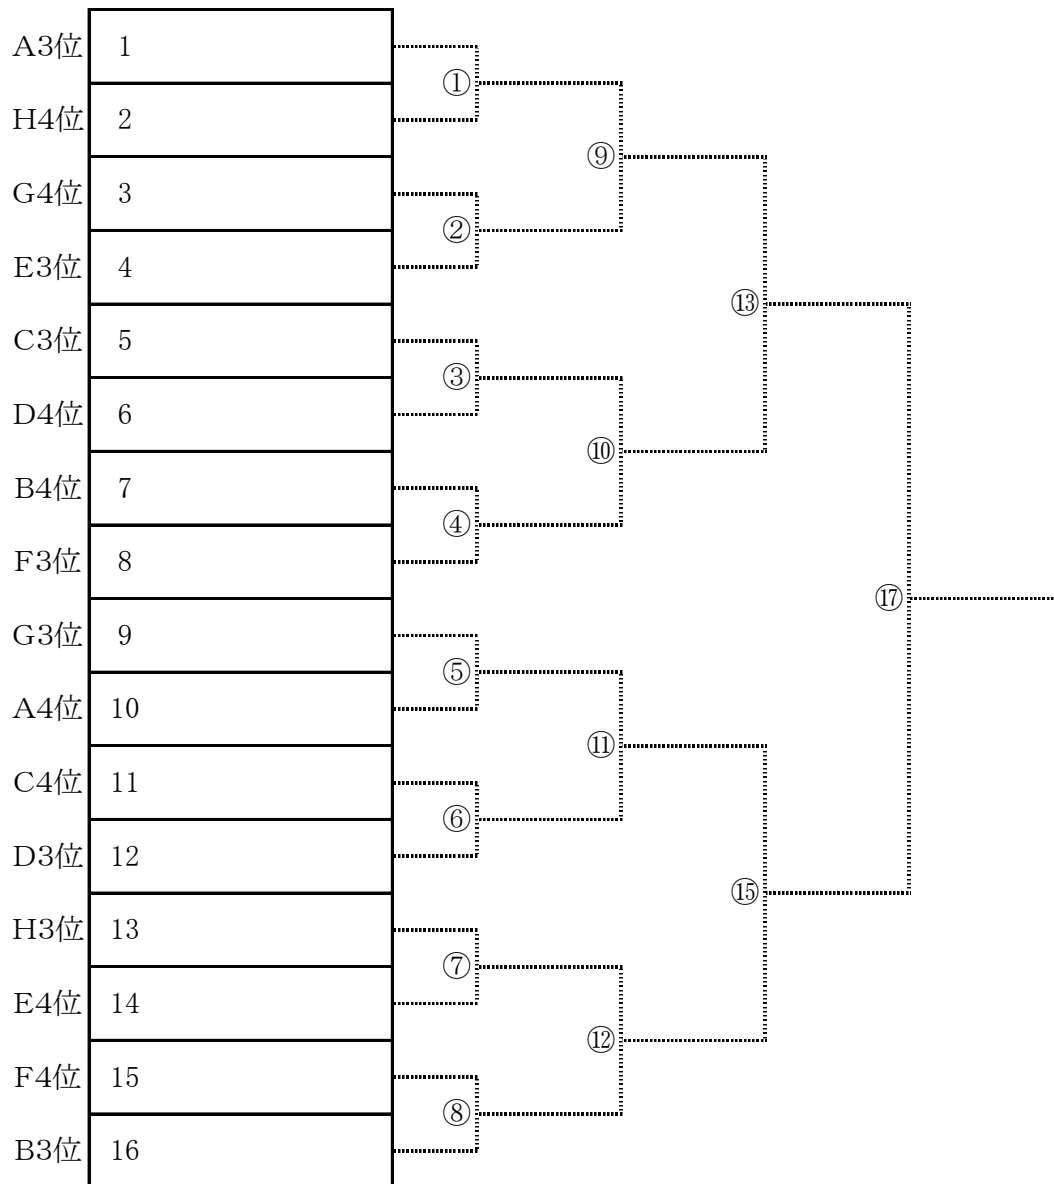 A3位 1
①
H4位 2
⑨
G4位 3
②
E3位 4
⑬
C3位 5
③
D4位 6
⑩
B4位 7
④
F3位 8
⑰
G3位 9
⑤
A4位 10
⑪
C4位 11
⑥
D3位 12
⑮
H3位 13
⑦
E4位 14
⑫
F4位 15
⑧
B3位 16